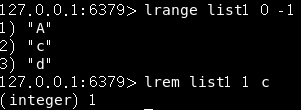 127.0.0.1:6379> lrange list1 0 -1
1) "A"
2) "c"
3) "d"
127.0.0.1:6379> lrem list1 1 c
(integer) 1